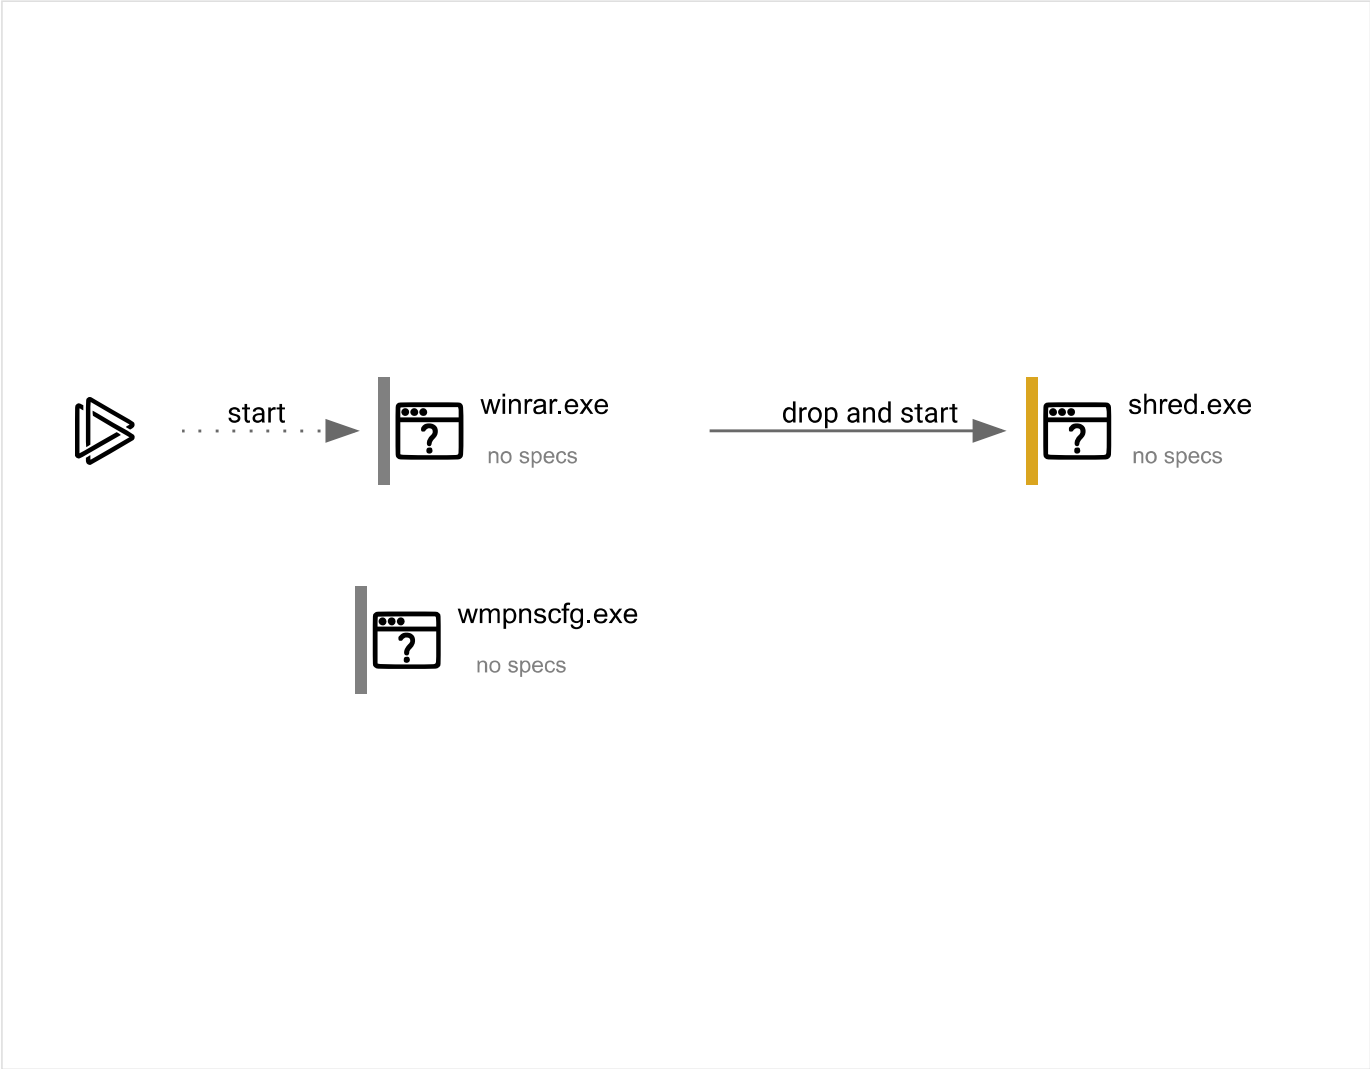 start
winrar.exe
no specs
drop and start
shred.exe
no specs
wmpnscfg.exe
no specs